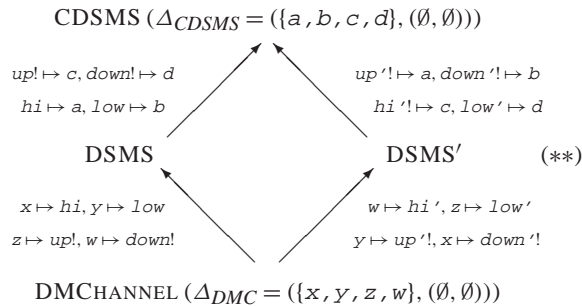 CDSMS (Δ_CDSMS = ({a,b,c,d}, (∅,∅)))
up! ↦ c, down! ↦ d
up'! ↦ a, down'! ↦ b
hi ↦ a, low ↦ b
hi'! ↦ c, low' ↦ d
DSMS
DSMS′
(∗∗)
x ↦ hi, y ↦ low
w ↦ hi', z ↦ low'
z ↦ up!, w ↦ down!
y ↦ up'!, x ↦ down'!
DMCHANNEL (Δ_DMC = ({x,y,z,w}, (∅,∅)))